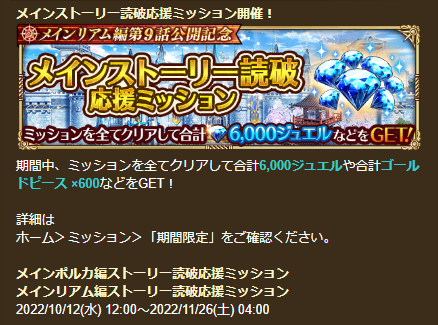 メインストーリー読破応援ミッション開催！
メインリアム編第9話公開記念
メインストーリー読破
応援ミッション
ミッションを全てクリアして合計 6,000ジュエルなどをGET!
期間中、ミッションを全てクリアして合計6,000ジュエルや合計ゴール
ドピース ×600などをGET！
詳細は
ホーム＞ミッション＞「期間限定」をご確認ください。
メインポルカ編ストーリー読破応援ミッション
メインリアム編ストーリー読破応援ミッション
2022/10/12(水) 12:00～2022/11/26(土) 04:00